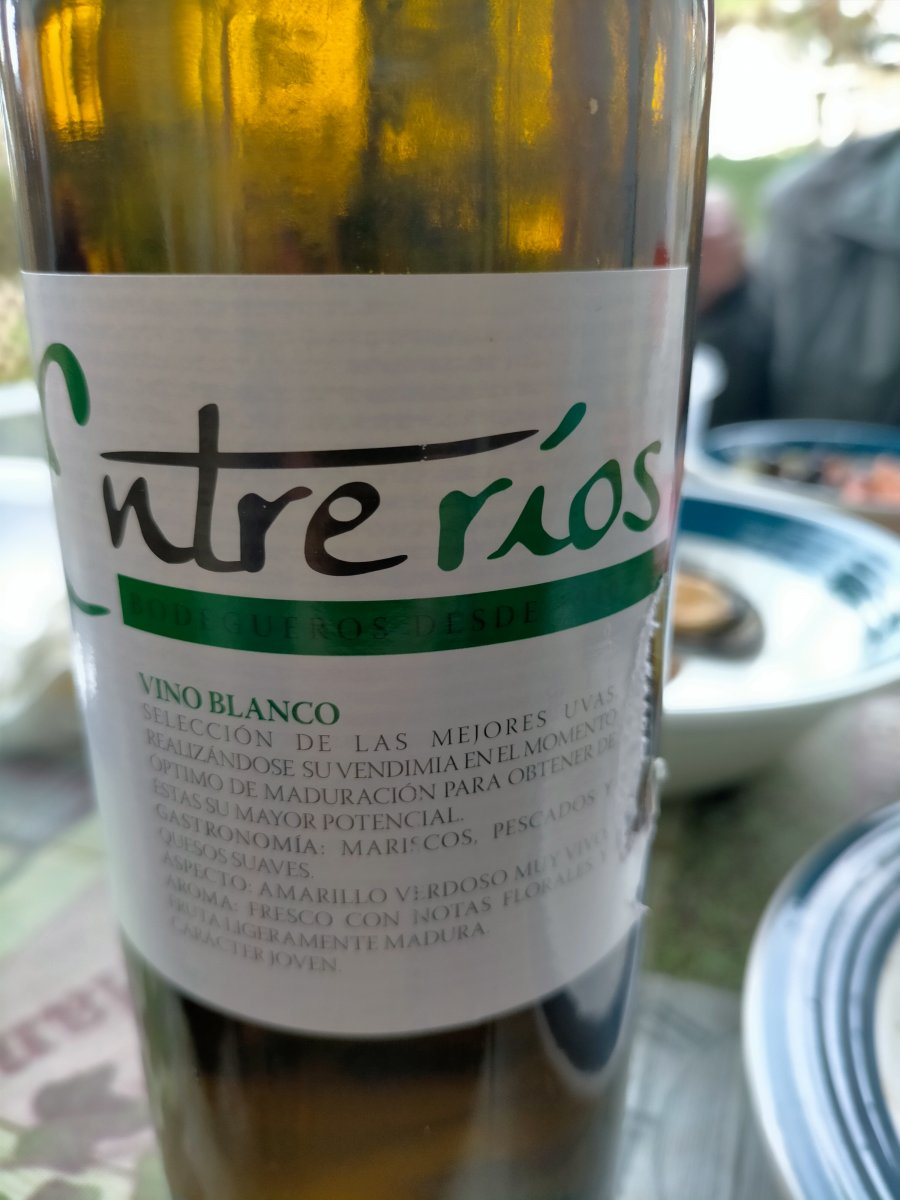 Entre ríos
BODEGUEROS DESDE
VINO BLANCO
SELECCIÓN DE LAS MEJORES UVAS,
REALIZÁNDOSE SU VENDIMIA EN EL MOMENTO
OPTIMO DE MADURACIÓN PARA OBTENER DE
ÉSTAS SU MAYOR POTENCIAL.
GASTRONOMÍA: MARISCOS, PESCADOS Y
QUESOS SUAVES.
ASPECTO: AMARILLO VERDOSO MUY VIVO.
AROMA: FRESCO CON NOTAS FLORALES Y
FRUTA LIGERAMENTE MADURA.
CARÁCTER JOVEN.